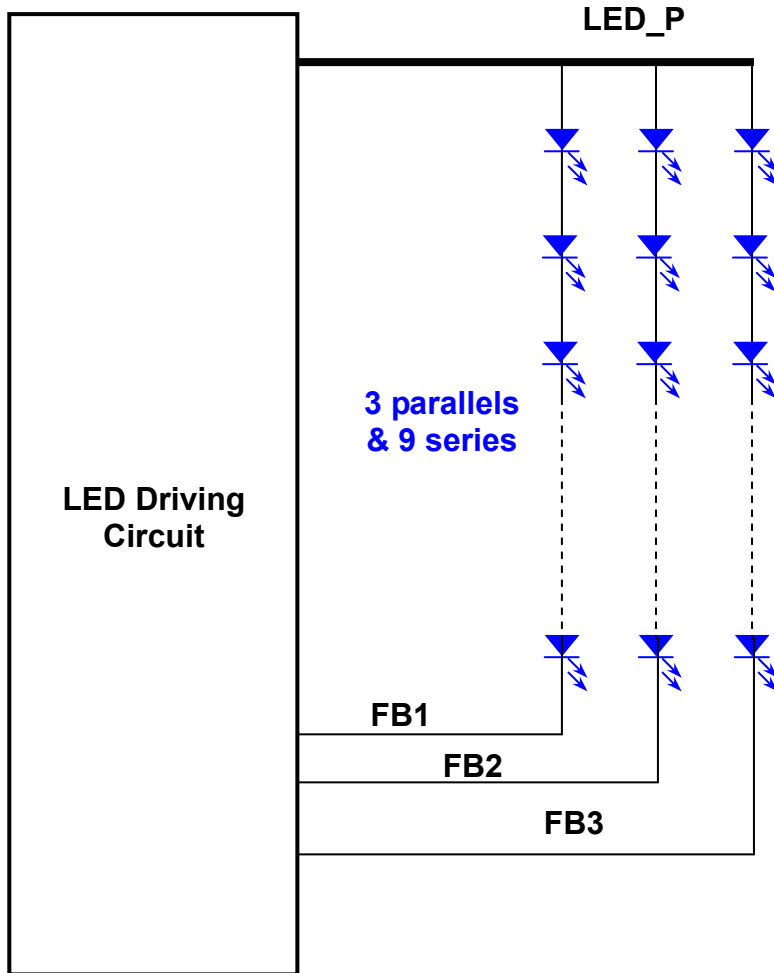 LED_P
3 parallels
& 9 series
LED Driving
Circuit
FB1
FB2
FB3